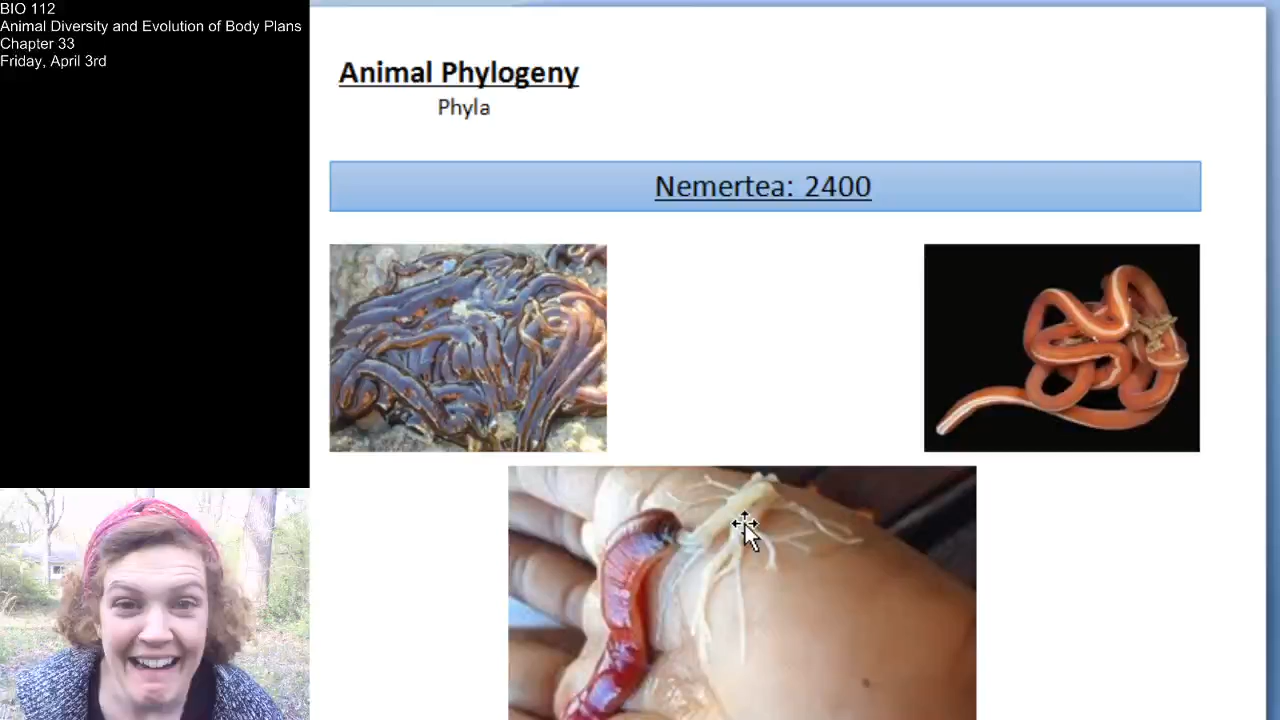 BIO 112
Animal Diversity and Evolution of Body Plans
Chapter 33
Friday, April 3rd
Animal Phylogeny
Phyla
Nemertea: 2400